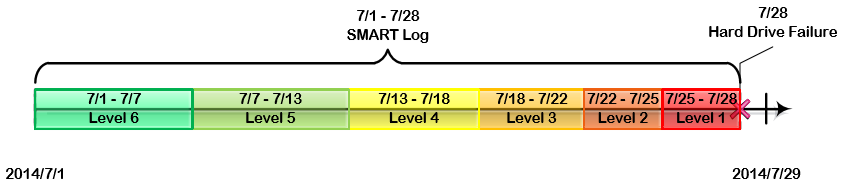 7/1 - 7/28
SMART Log
7/28
Hard Drive Failure
7/1 - 7/7
Level 6
7/7 - 7/13
Level 5
7/13 - 7/18
Level 4
7/18 - 7/22
Level 3
7/22 - 7/25
Level 2
7/25 - 7/28
Level 1
2014/7/1
2014/7/29